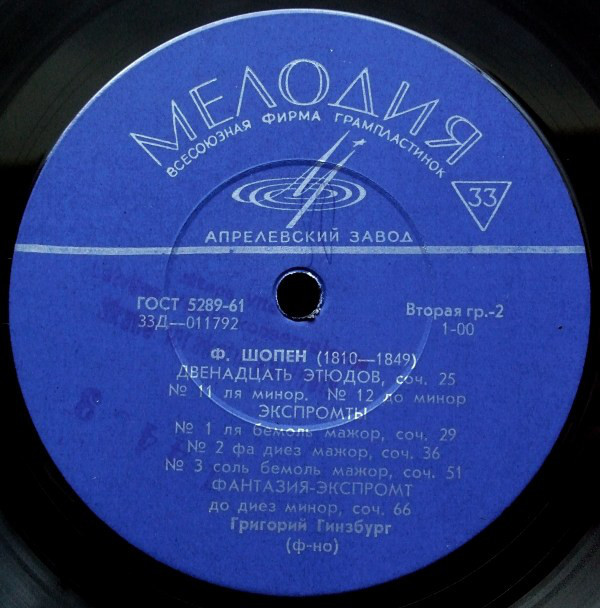 МЕЛОДИЯ
ВСЕСОЮЗНАЯ ФИРМА ГРАМПЛАСТИНОК
33
АПРЕЛЕВСКИЙ ЗАВОД
ГОСТ 5289-61 Вторая гр.-2
33Д—011792 1-00
Ф. ШОПЕН (1810—1849)
ДВЕНАДЦАТЬ ЭТЮДОВ, соч. 25
№ 11 ля минор. № 12 до минор
ЭКСПРОМТЫ
№ 1 ля бемоль мажор, соч. 29
№ 2 фа диез мажор, соч. 36
№ 3 соль бемоль мажор, соч. 51
ФАНТАЗИЯ-ЭКСПРОМТ
до диез минор, соч. 66
Григорий Гинзбург
(ф-но)